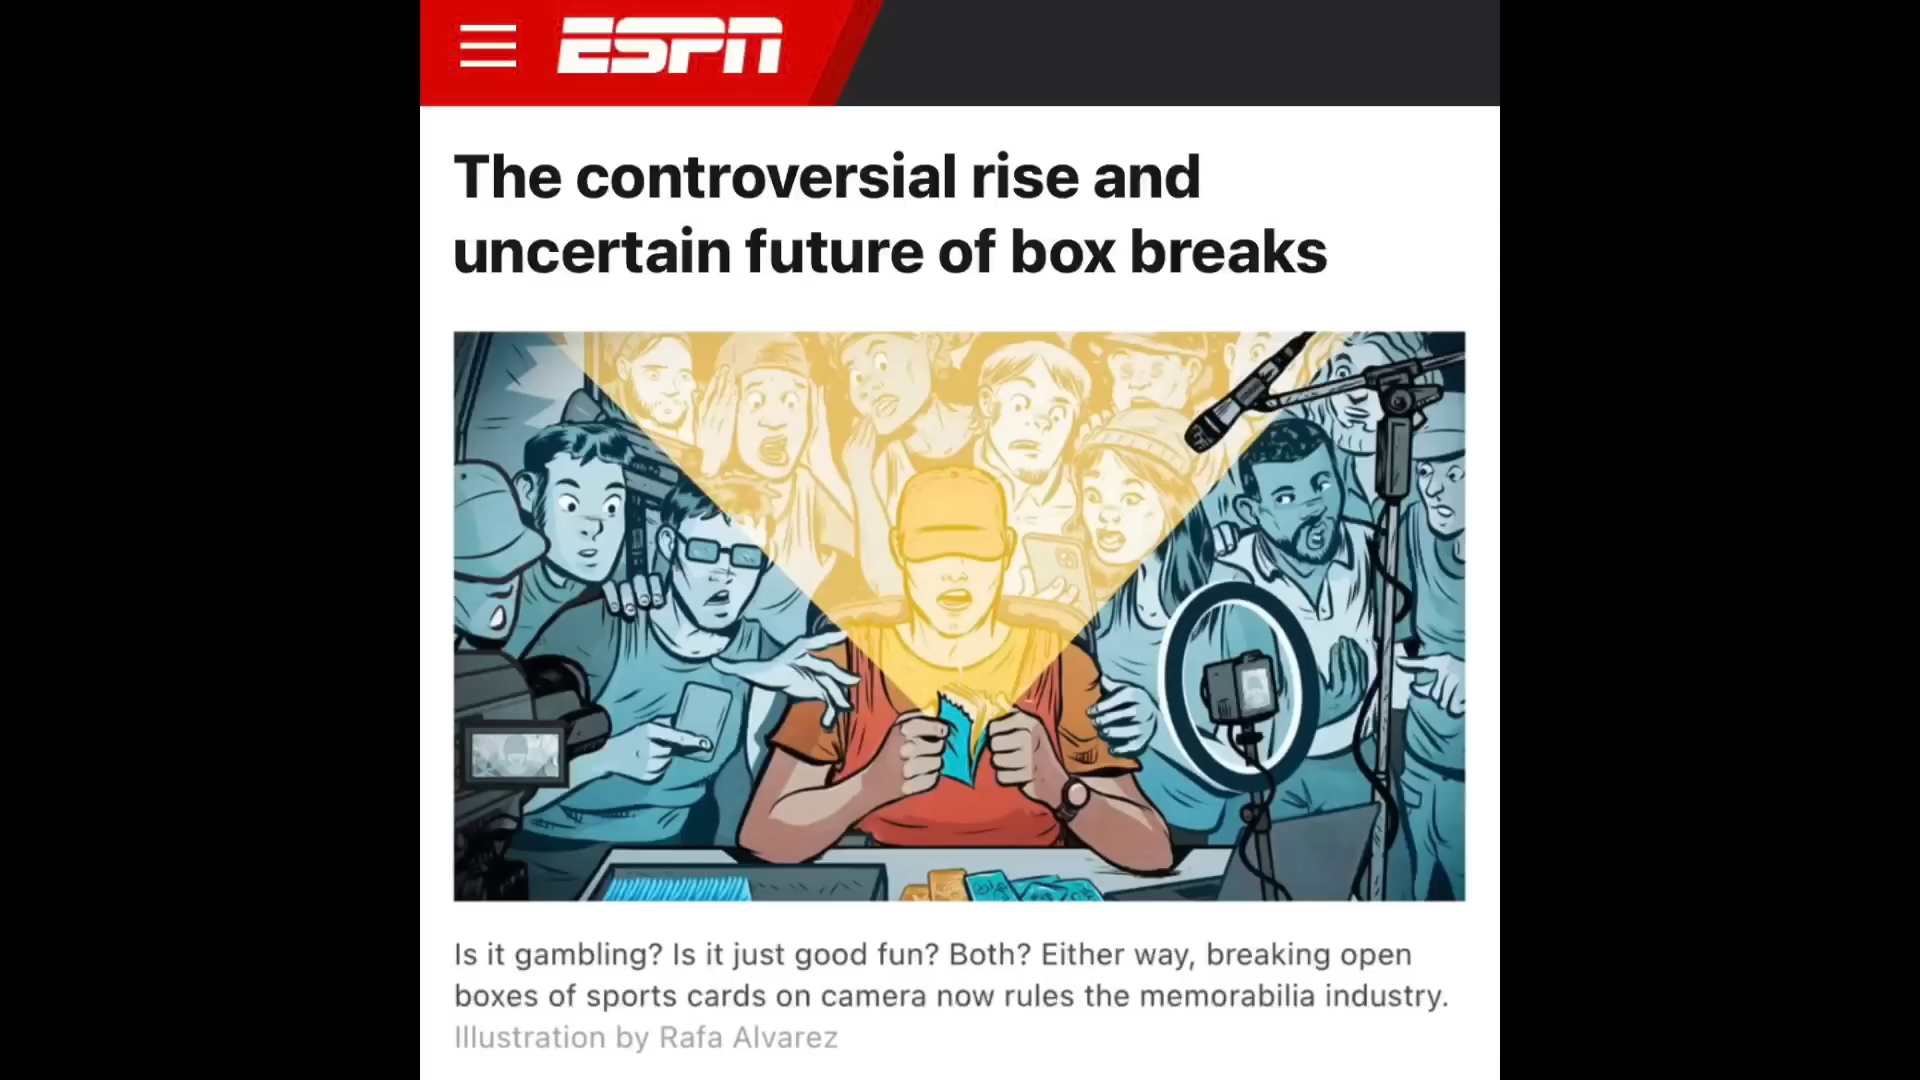 ESPN
The controversial rise and
uncertain future of box breaks
Is it gambling? Is it just good fun? Both? Either way, breaking open
boxes of sports cards on camera now rules the memorabilia industry.
Illustration by Rafa Alvarez